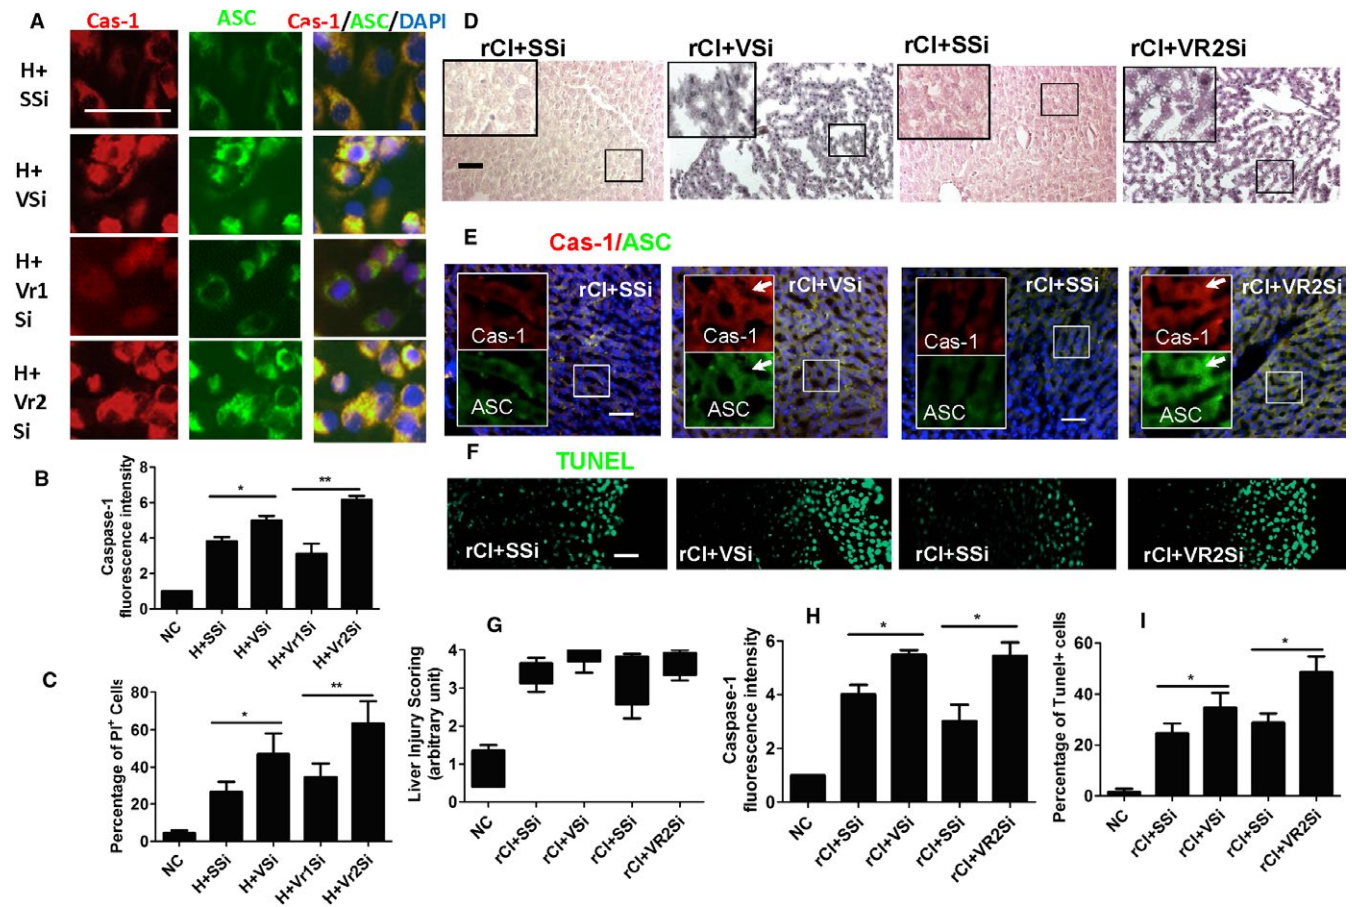 A
Cas-1
ASC
Cas-1/ASC/DAPI
H+
SSi
H+
VSi
H+
Vr1
Si
H+
Vr2
Si
B
Caspase-1
fluorescence intensity
8
6
4
2
0
*
**
NC
H+SSi
H+VSi
H+Vr1Si
H+Vr2Si
C
Percentage of PI+ Cells
80
60
40
20
0
*
**
NC
H+SSi
H+VSi
H+Vr1Si
H+Vr2Si
D
rCI+SSi
rCI+VSi
rCI+SSi
rCI+VR2Si
E
Cas-1/ASC
rCI+SSi
Cas-1
ASC
rCI+VSi
Cas-1
ASC
rCI+SSi
Cas-1
ASC
rCI+VR2Si
Cas-1
ASC
F
TUNEL
rCI+SSi
rCI+VSi
rCI+SSi
rCI+VR2Si
G
Liver Injury Scoring
(arbitrary unit)
4
3
2
1
0
NC
rCI+SSi
rCI+VSi
rCI+SSi
rCI+VR2Si
H
Caspase-1
fluorescence intensity
6
4
2
0
*
*
NC
rCI+SSi
rCI+VSi
rCI+SSi
rCI+VR2Si
I
Percentage of Tunel+ cells
60
40
20
0
*
*
NC
rCI+SSi
rCI+VSi
rCI+SSi
rCI+VR2Si